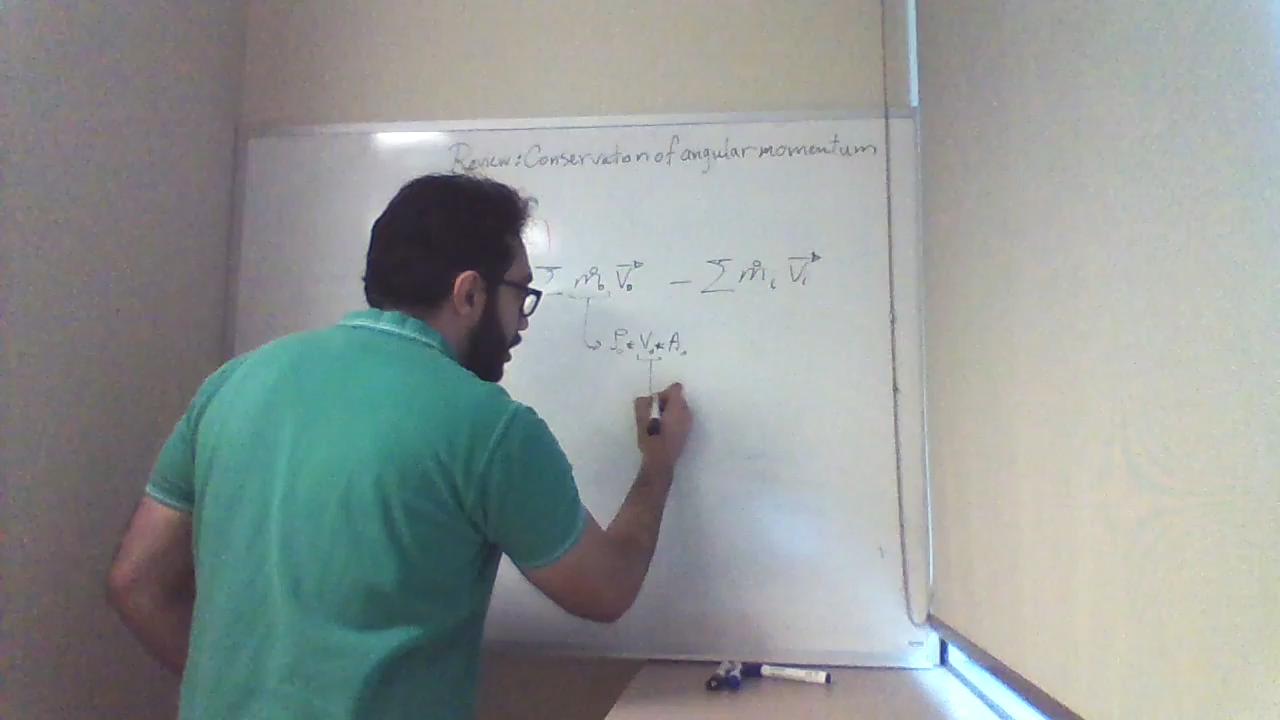 Review: Conservation of angular momentum
Σ ṁₒ V⃗ₒ - Σ ṁᵢ V⃗ᵢ
↳ ρₒ * Vₒ * Aₒ